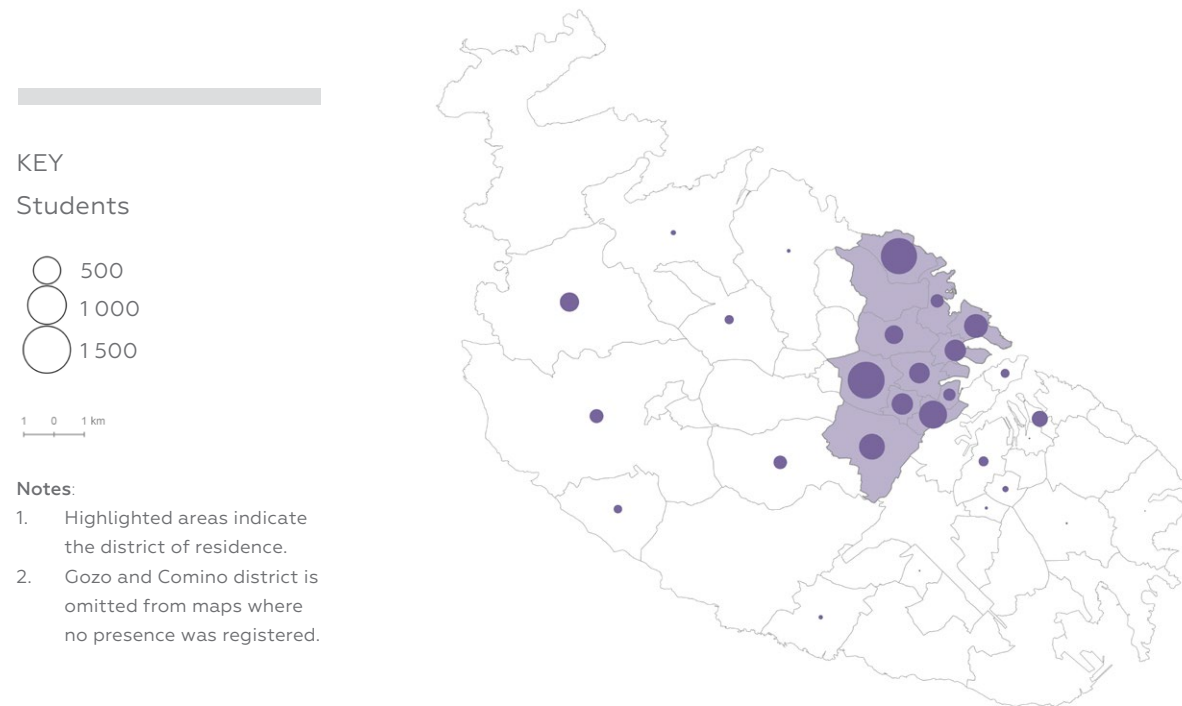 KEY
Students
500
1 000
1 500
1 0 1 km
Notes:
1. Highlighted areas indicate
the district of residence.
2. Gozo and Comino district is
omitted from maps where
no presence was registered.